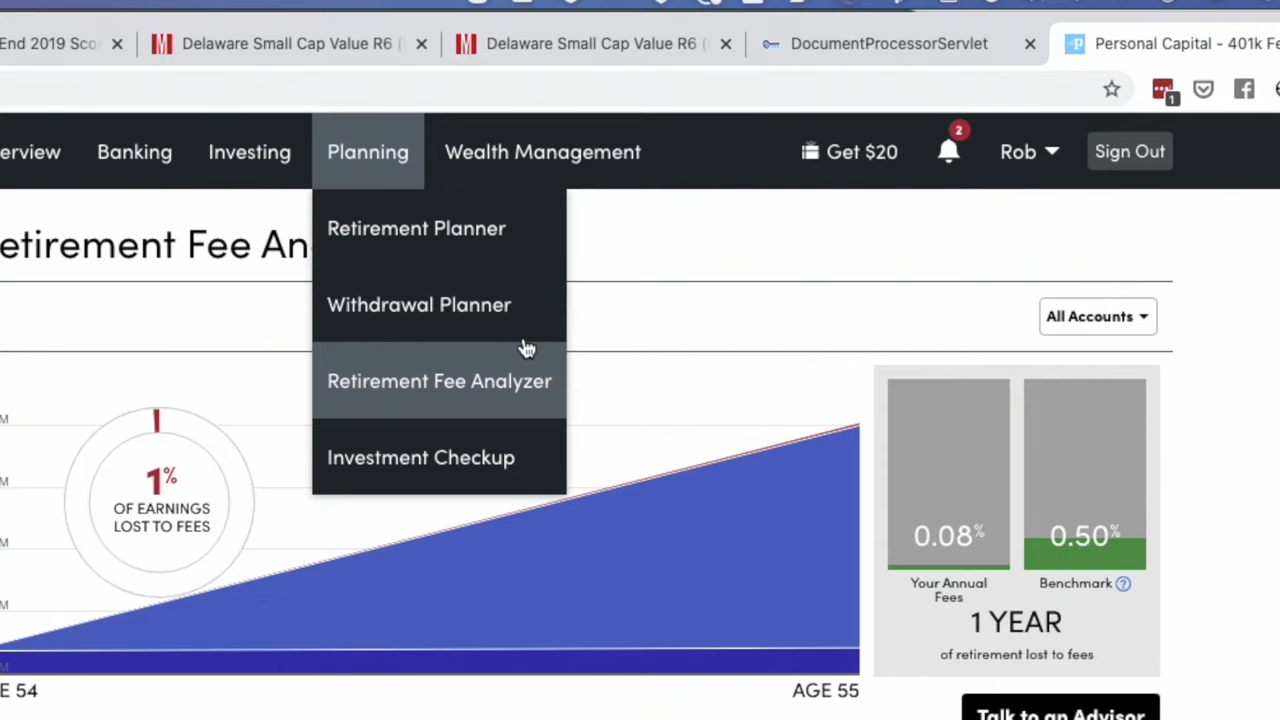 End 2019 Sco
Delaware Small Cap Value R6 (
Delaware Small Cap Value R6 (
DocumentProcessorServlet
Personal Capital - 401k Fe
1
erview
Banking
Investing
Planning
Wealth Management
Get $20
2
Rob
Sign Out
etirement Fee An
Retirement Planner
Withdrawal Planner
Retirement Fee Analyzer
Investment Checkup
All Accounts
M
M
M
M
M
1%
OF EARNINGS
LOST TO FEES
0.08%
0.50%
Your Annual
Fees
Benchmark ?
1 YEAR
of retirement lost to fees
E 54
AGE 55
Talk to an Advisor